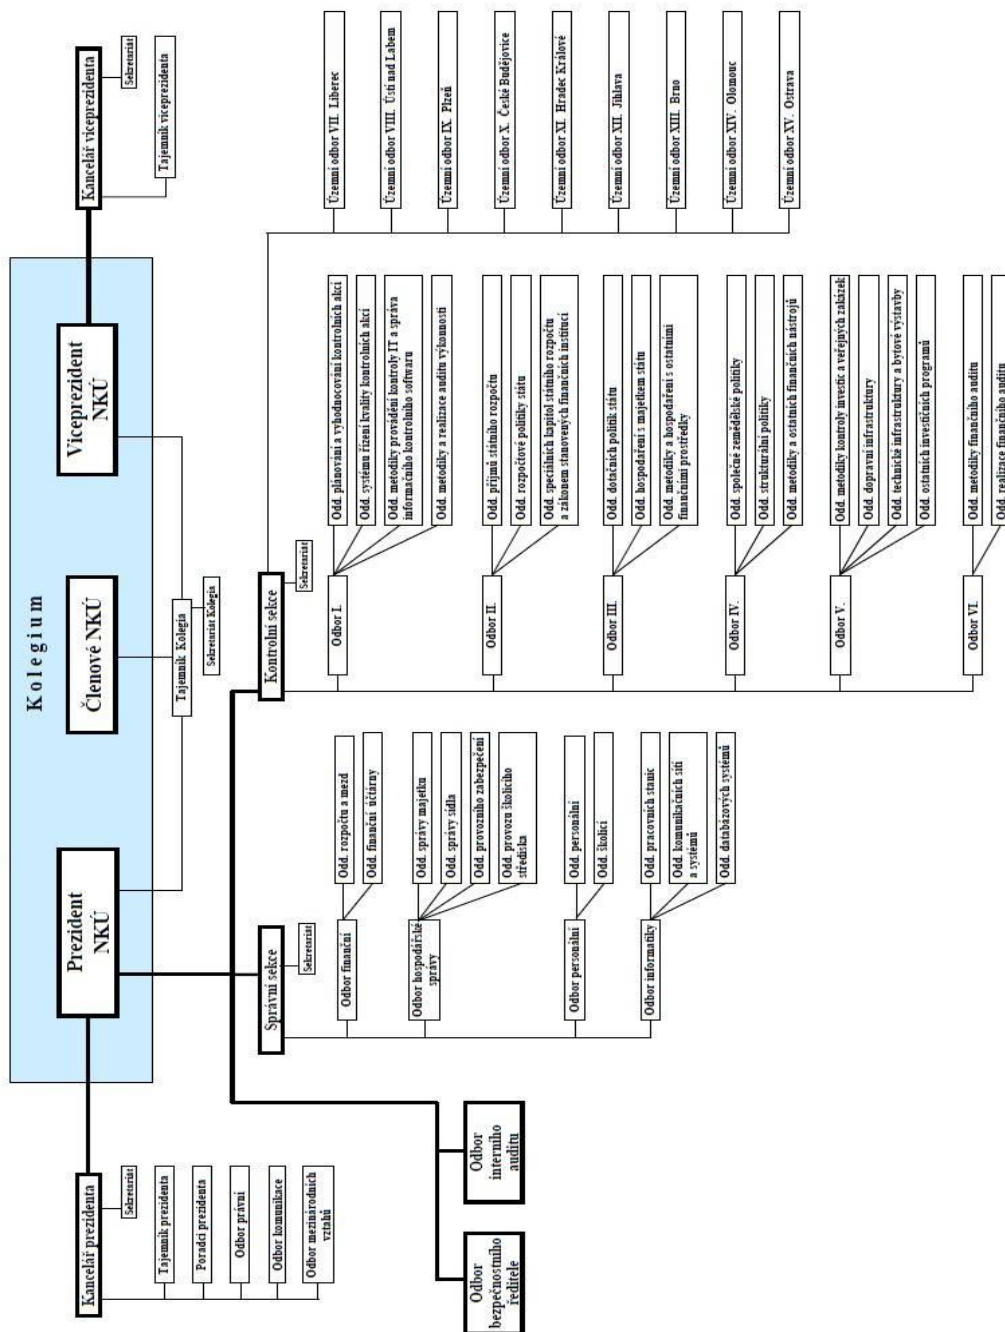 Kolegium
Prezident
NKÚ
Členové NKÚ
Viceprezident
NKÚ
Kancelář prezidenta
Sekretariát
Tajemník prezidenta
Poradci prezidenta
Odbor právní
Odbor komunikace
Odbor mezinárodních
vztahů
Kancelář viceprezidenta
Sekretariát
Tajemník viceprezidenta
Tajemník Kolegia
Sekretariát Kolegia
Odbor
bezpečnostního
ředitele
Odbor
interního
auditu
Správní sekce
Sekretariát
Odbor finanční
Odd. rozpočtu a mezd
Odd. finanční účtárny
Odbor hospodářské
správy
Odd. správy majetku
Odd. správy sídla
Odd. provozního zabezpečení
Odd. provozu školicího
střediska
Odbor personální
Odd. personální
Odd. školicí
Odbor informatiky
Odd. pracovních stanic
Odd. komunikačních sítí
a systémů
Odd. databázových systémů
Kontrolní sekce
Sekretariát
Odbor I.
Odd. plánování a vyhodnocování kontrolních akcí
Odd. systému řízení kvality kontrolních akcí
Odd. metodiky provádění kontroly IT a správa
informačního kontrolního softwaru
Odd. metodiky a realizace auditu výkonnosti
Odbor II.
Odd. příjmů státního rozpočtu
Odd. rozpočtové politiky státu
Odd. speciálních kapitol státního rozpočtu
a zákonem stanovených finančních institucí
Odbor III.
Odd. dotačních politik státu
Odd. hospodaření s majetkem státu
Odd. metodiky a hospodaření s ostatními
finančními prostředky
Odbor IV.
Odd. společné zemědělské politiky
Odd. strukturální politiky
Odd. metodiky a ostatních finančních nástrojů
Odbor V.
Odd. metodiky kontroly investic a veřejných zakázek
Odd. dopravní infrastruktury
Odd. technické infrastruktury a bytové výstavby
Odd. ostatních investičních programů
Odbor VI.
Odd. metodiky finančního auditu
Odd. realizace finančního auditu
Územní odbor VII. Liberec
Územní odbor VIII. Ústí nad Labem
Územní odbor IX. Plzeň
Územní odbor X. České Budějovice
Územní odbor XI. Hradec Králové
Územní odbor XII. Jihlava
Územní odbor XIII. Brno
Územní odbor XIV. Olomouc
Územní odbor XV. Ostrava